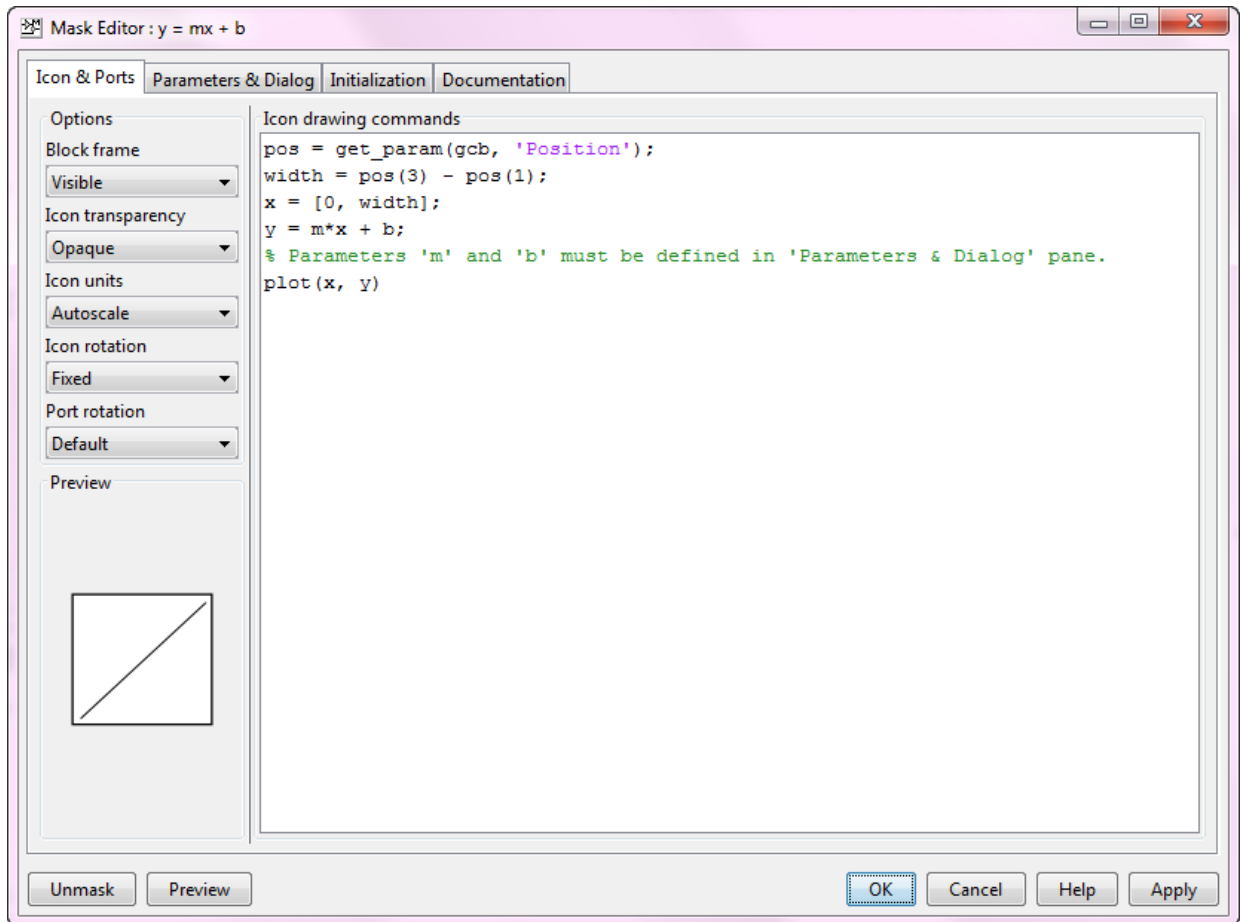 Mask Editor : y = mx + b
Icon & Ports
Parameters & Dialog
Initialization
Documentation
Options
Block frame
Visible
Icon transparency
Opaque
Icon units
Autoscale
Icon rotation
Fixed
Port rotation
Default
Preview
Icon drawing commands
pos = get_param(gcb, 'Position');
width = pos(3) - pos(1);
x = [0, width];
y = m*x + b;
% Parameters 'm' and 'b' must be defined in 'Parameters & Dialog' pane.
plot(x, y)
Unmask
Preview
OK
Cancel
Help
Apply